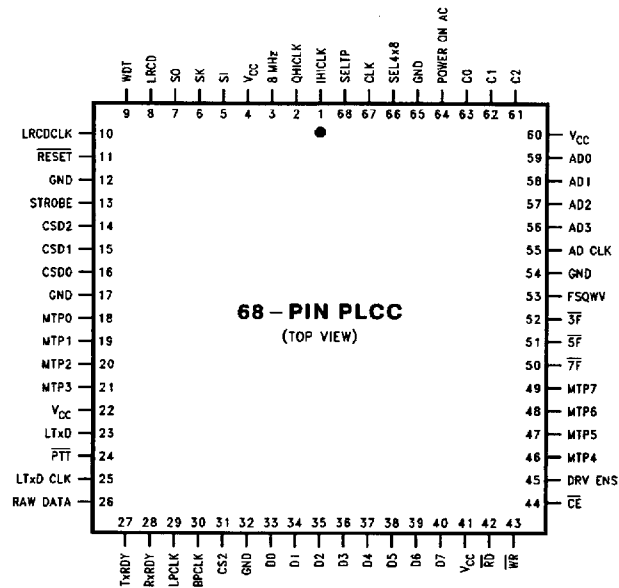 WDT LRCD SO SK SI VCC 8 MHz QHICLK IHICLK SELTP CLK SEL4x8 GND POWER ON AC C0 C1 C2
9 8 7 6 5 4 3 2 1 68 67 66 65 64 63 62 61
LRCDCLK 10
RESET 11
GND 12
STROBE 13
CSD2 14
CSD1 15
CSD0 16
GND 17
MTP0 18
MTP1 19
MTP2 20
MTP3 21
VCC 22
LTxD 23
PTT 24
LTxD CLK 25
RAW DATA 26
68-PIN PLCC
(TOP VIEW)
60 VCC
59 AD0
58 AD1
57 AD2
56 AD3
55 AD CLK
54 GND
53 FSQWV
52 3F
51 5F
50 7F
49 MTP7
48 MTP6
47 MTP5
46 MTP4
45 DRV ENS
44 CE
27 28 29 30 31 32 33 34 35 36 37 38 39 40 41 42 43
TxRDY RxRDY LPCLK BPCLK CS2 GND D0 D1 D2 D3 D4 D5 D6 D7 VCC RD WR